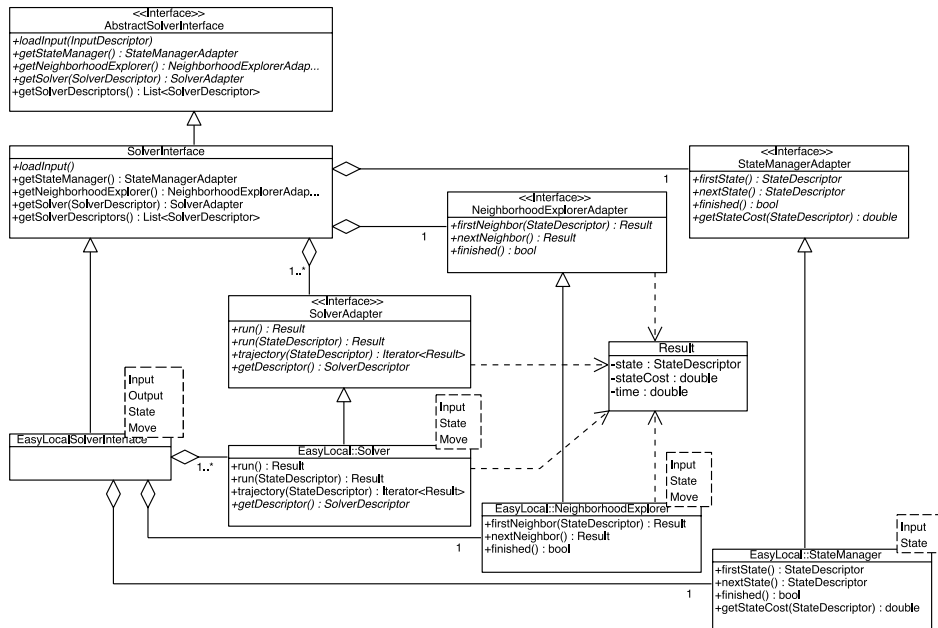 <<Interface>>
AbstractSolverInterface
+loadInput(InputDescriptor)
+getStateManager() : StateManagerAdapter
+getNeighborhoodExplorer() : NeighborhoodExplorerAdap...
+getSolver(SolverDescriptor) : SolverAdapter
+getSolverDescriptors() : List<SolverDescriptor>
SolverInterface
+loadInput()
+getStateManager() : StateManagerAdapter
+getNeighborhoodExplorer() : NeighborhoodExplorerAdap...
+getSolver(SolverDescriptor) : SolverAdapter
+getSolverDescriptors() : List<SolverDescriptor>
1
<<Interface>>
StateManagerAdapter
+firstState() : StateDescriptor
+nextState() : StateDescriptor
+finished() : bool
+getStateCost(StateDescriptor) : double
1
<<Interface>>
NeighborhoodExplorerAdapter
+firstNeighbor(StateDescriptor) : Result
+nextNeighbor() : Result
+finished() : bool
1..*
<<Interface>>
SolverAdapter
+run() : Result
+run(StateDescriptor) : Result
+trajectory(StateDescriptor) : Iterator<Result>
+getDescriptor() : SolverDescriptor
Result
-state : StateDescriptor
-stateCost : double
-time : double
Input
Output
State
Move
EasyLocalSolverInterface
1..*
Input
State
Move
EasyLocal::Solver
+run() : Result
+run(StateDescriptor) : Result
+trajectory(StateDescriptor) : Iterator<Result>
+getDescriptor() : SolverDescriptor
Input
State
Move
EasyLocal::NeighborhoodExplorer
+firstNeighbor(StateDescriptor) : Result
+nextNeighbor() : Result
+finished() : bool
1
Input
State
EasyLocal::StateManager
+firstState() : StateDescriptor
+nextState() : StateDescriptor
+finished() : bool
+getStateCost(StateDescriptor) : double
1